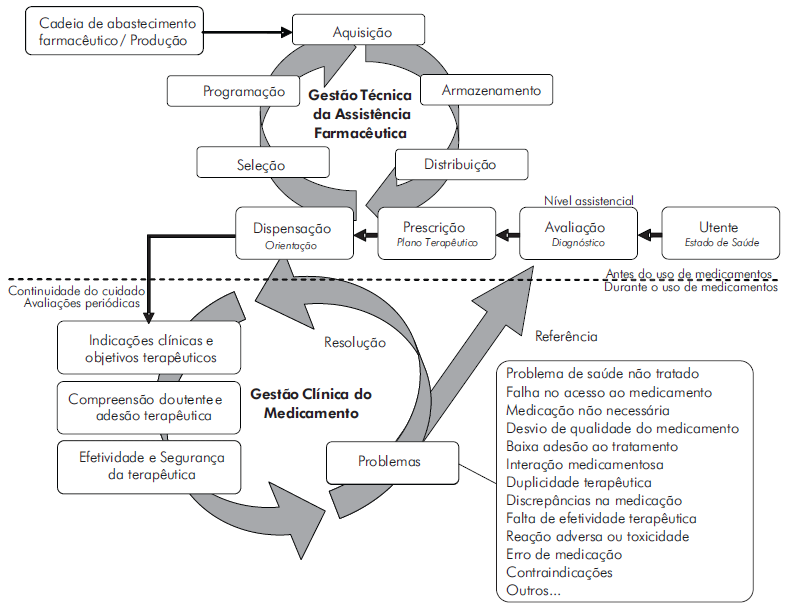 Cadeia de abastecimento
farmacêutico/ Produção
Aquisição
Programação
Gestão Técnica
da Assistência
Farmacêutica
Armazenamento
Seleção
Distribuição
Nível assistencial
Dispensação
Orientação
Prescrição
Plano Terapêutico
Avaliação
Diagnóstico
Utente
Estado de Saúde
Antes do uso de medicamentos
Durante o uso de medicamentos
Continuidade do cuidado
Avaliações periódicas
Indicações clínicas e
objetivos terapêuticos
Resolução
Referência
Compreensão doutente e
adesão terapêutica
Gestão Clínica do
Medicamento
Efetividade e Segurança
da terapêutica
Problemas
Problema de saúde não tratado
Falha no acesso ao medicamento
Medicação não necessária
Desvio de qualidade do medicamento
Baixa adesão ao tratamento
Interação medicamentosa
Duplicidade terapêutica
Discrepâncias na medicação
Falta de efetividade terapêutica
Reação adversa ou toxicidade
Erro de medicação
Contraindicações
Outros...